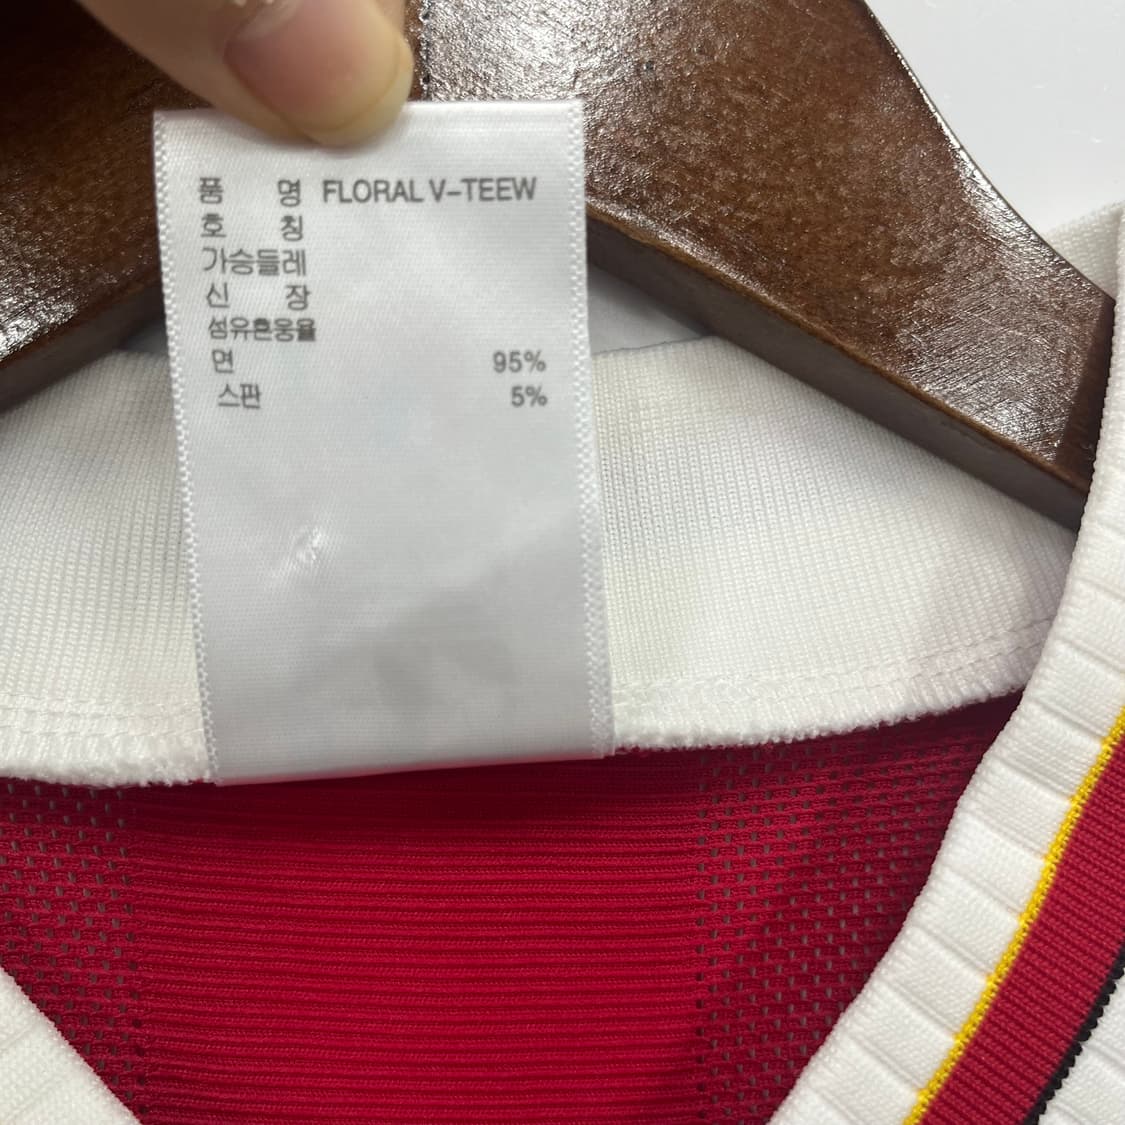 품 명 FLORAL V-TEEW
호 칭
가슴둘레
신 장
섬유혼웅율
면 95%
스판 5%